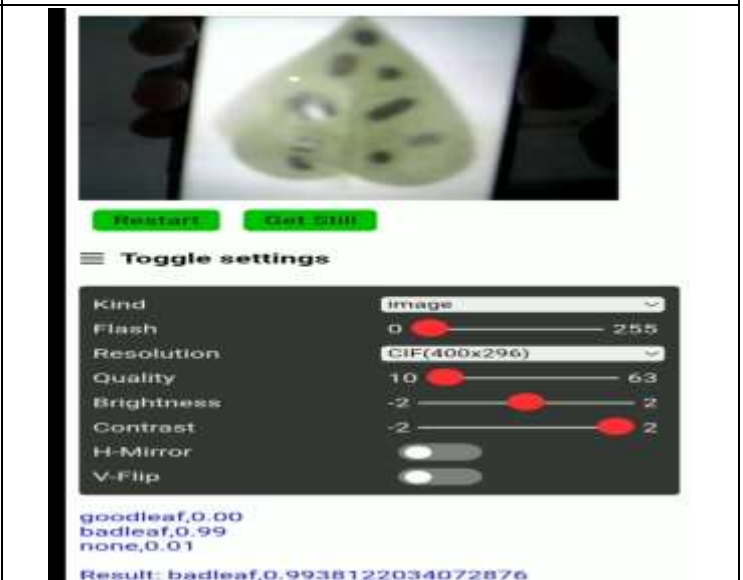 Restart Get Still
Toggle settings
Kind image
Flash 0 255
Resolution CIF(400x296)
Quality 10 63
Brightness -2 2
Contrast -2 2
H-Mirror
V-Flip
goodleaf,0.00
badleaf,0.99
none,0.01
Result: badleaf,0.9938122034072876